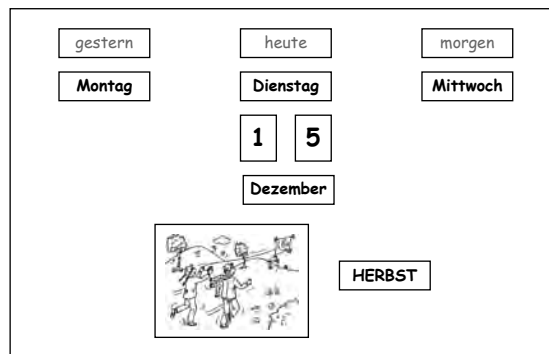 gestern heute morgen
Montag Dienstag Mittwoch
1 5
Dezember
HERBST